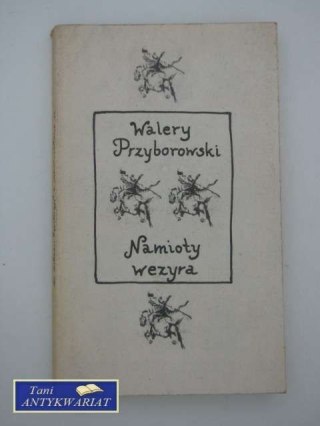 Walery
Przyborowski
Namioty
wezyra
Tani
ANTYKWARIAT